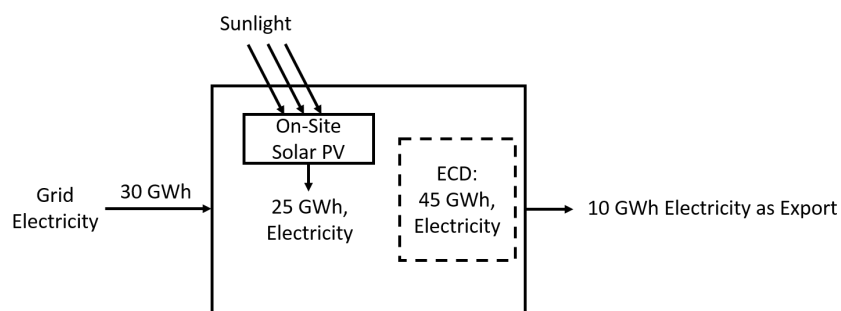 Sunlight
On-Site
Solar PV
Grid
Electricity
30 GWh
25 GWh,
Electricity
ECD:
45 GWh,
Electricity
10 GWh Electricity as Export